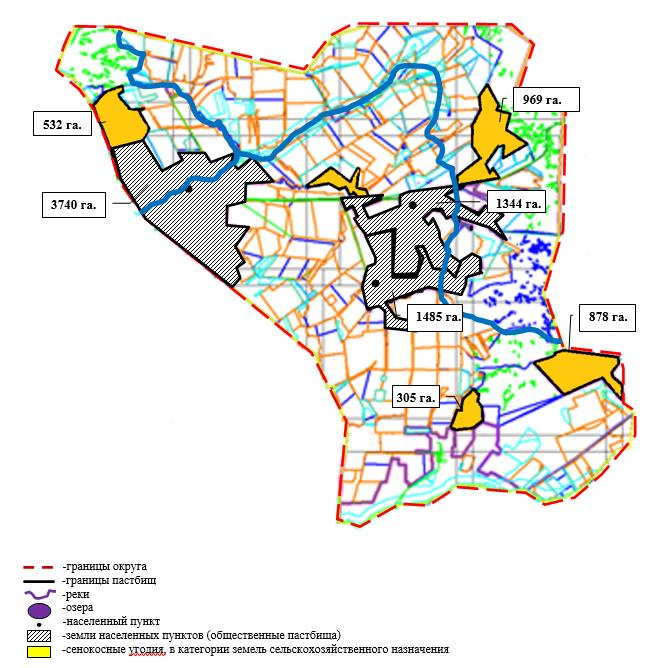 969 га.
532 га.
3740 га.
1344 га.
1485 га.
878 га.
305 га.
-границы округа
-границы пастбищ
-реки
-озера
-населенный пункт
-земли населенных пунктов (общественные пастбища)
-сенокосные угодия, в категории земель сельскохозяйственного назначения